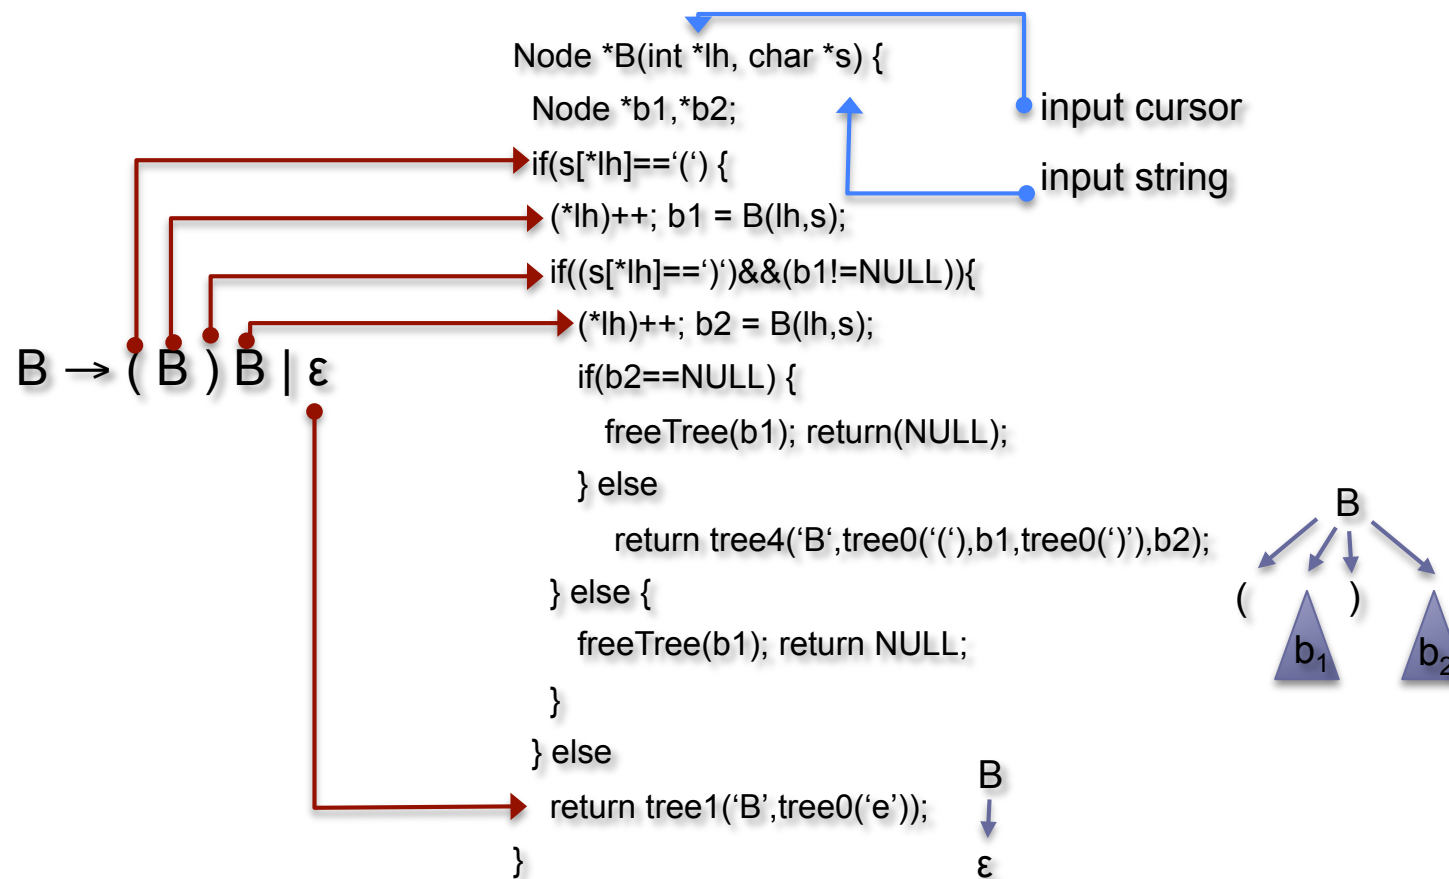 Node *B(int *lh, char *s) {
Node *b1,*b2;
input cursor
if(s[*lh]==‘(‘) {
input string
(*lh)++; b1 = B(lh,s);
if((s[*lh]==‘)‘)&&(b1!=NULL)){
(*lh)++; b2 = B(lh,s);
B → ( B ) B | ε
if(b2==NULL) {
freeTree(b1); return(NULL);
} else
return tree4(‘B‘,tree0(‘(‘),b1,tree0(‘)’),b2);
B
( )
b1 b2
} else {
freeTree(b1); return NULL;
}
} else
return tree1(‘B’,tree0(‘e’));
B
ε
}